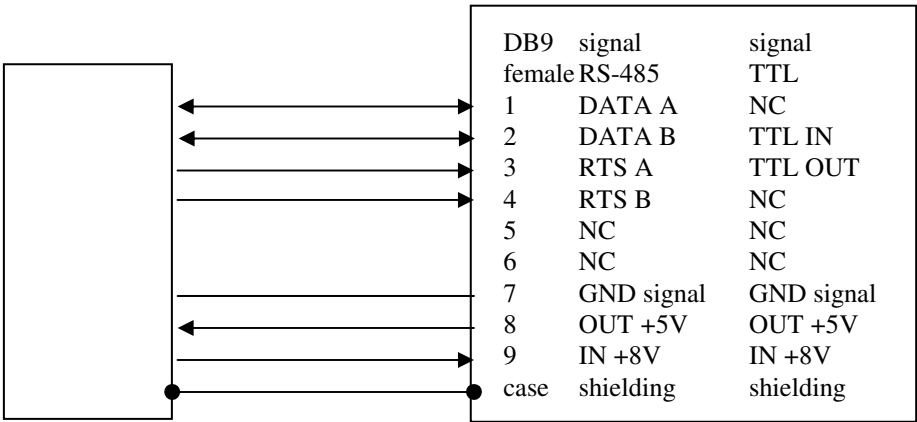 DB9 signal signal
female RS-485 TTL
1 DATA A NC
2 DATA B TTL IN
3 RTS A TTL OUT
4 RTS B NC
5 NC NC
6 NC NC
7 GND signal GND signal
8 OUT +5V OUT +5V
9 IN +8V IN +8V
case shielding shielding